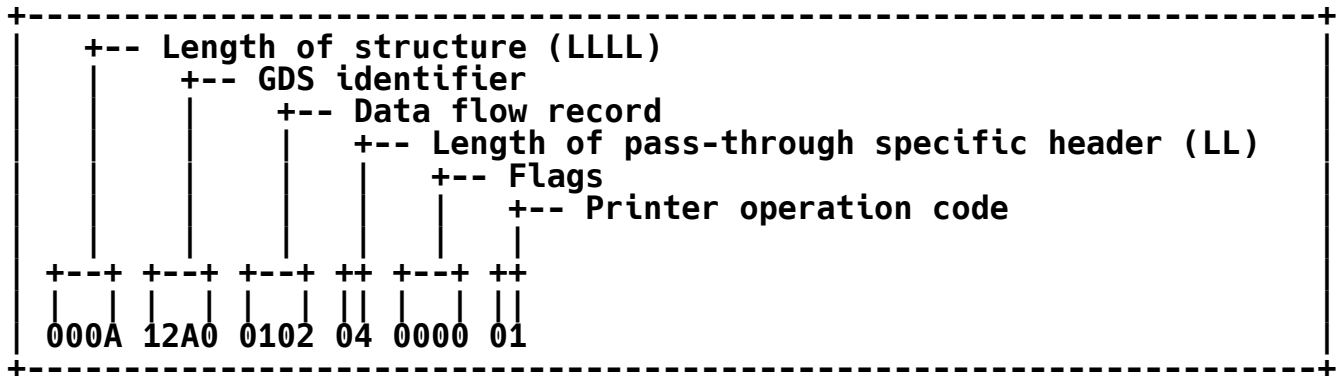 +-- Length of structure (LLLL)
+-- GDS identifier
+-- Data flow record
+-- Length of pass-through specific header (LL)
+-- Flags
+-- Printer operation code
+--+ +--+ +--+ ++ +--+ ++
000A 12A0 0102 04 0000 01